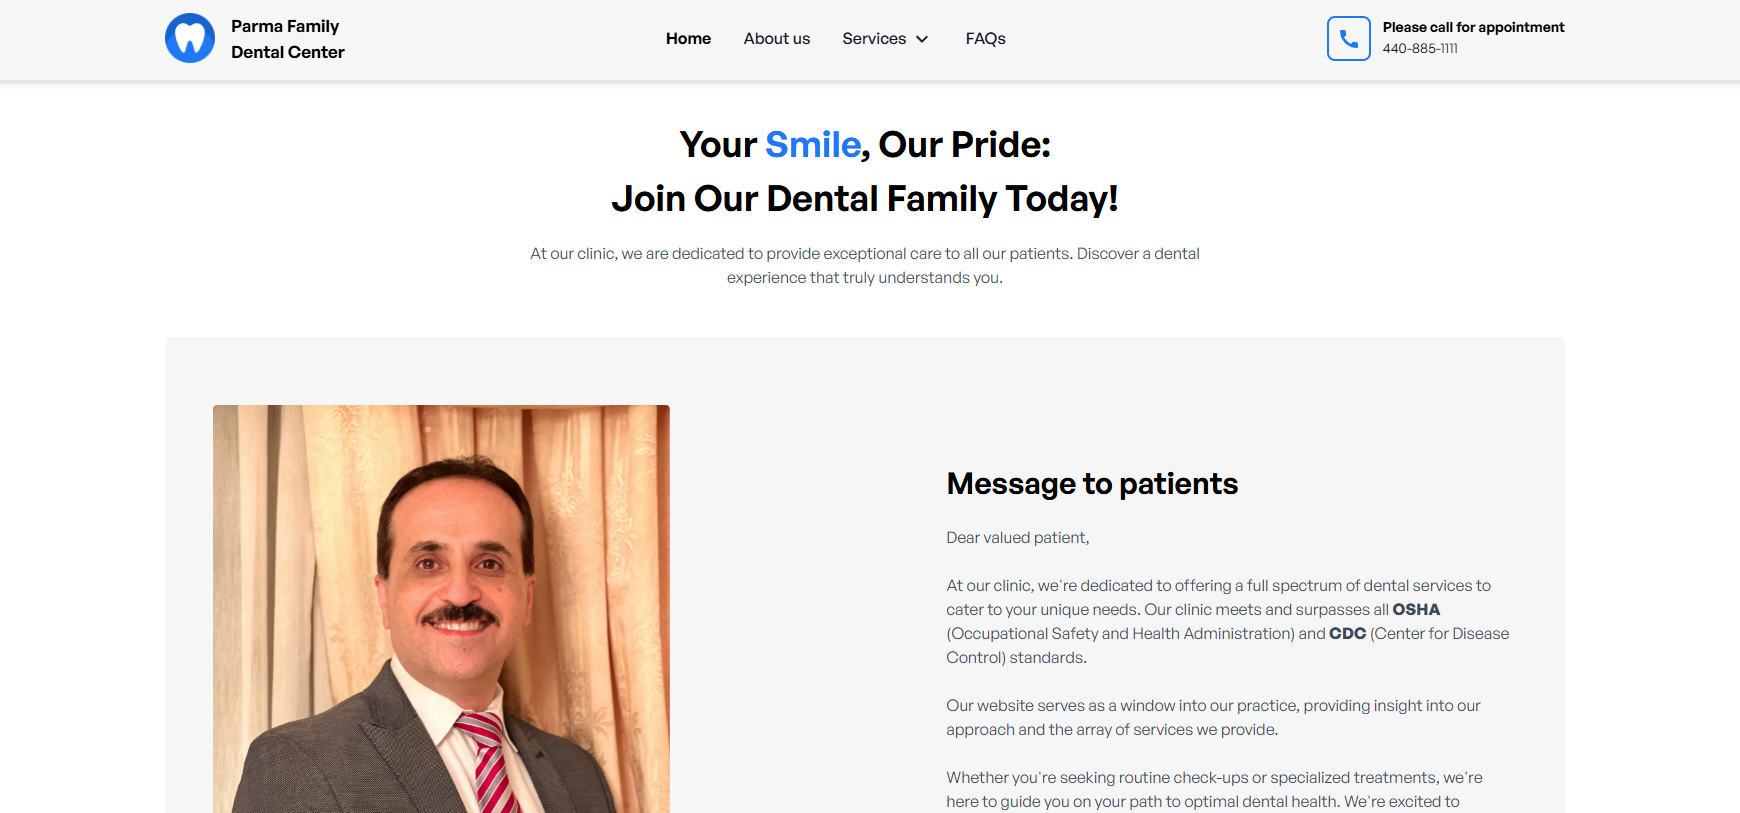 Parma Family
Dental Center
Home
About us
Services
FAQs
Please call for appointment
440-885-1111
Your Smile, Our Pride:
Join Our Dental Family Today!
At our clinic, we are dedicated to provide exceptional care to all our patients. Discover a dental
experience that truly understands you.
Message to patients
Dear valued patient,
At our clinic, we're dedicated to offering a full spectrum of dental services to
cater to your unique needs. Our clinic meets and surpasses all OSHA
(Occupational Safety and Health Administration) and CDC (Center for Disease
Control) standards.
Our website serves as a window into our practice, providing insight into our
approach and the array of services we provide.
Whether you're seeking routine check-ups or specialized treatments, we're
here to guide you on your path to optimal dental health. We're excited to